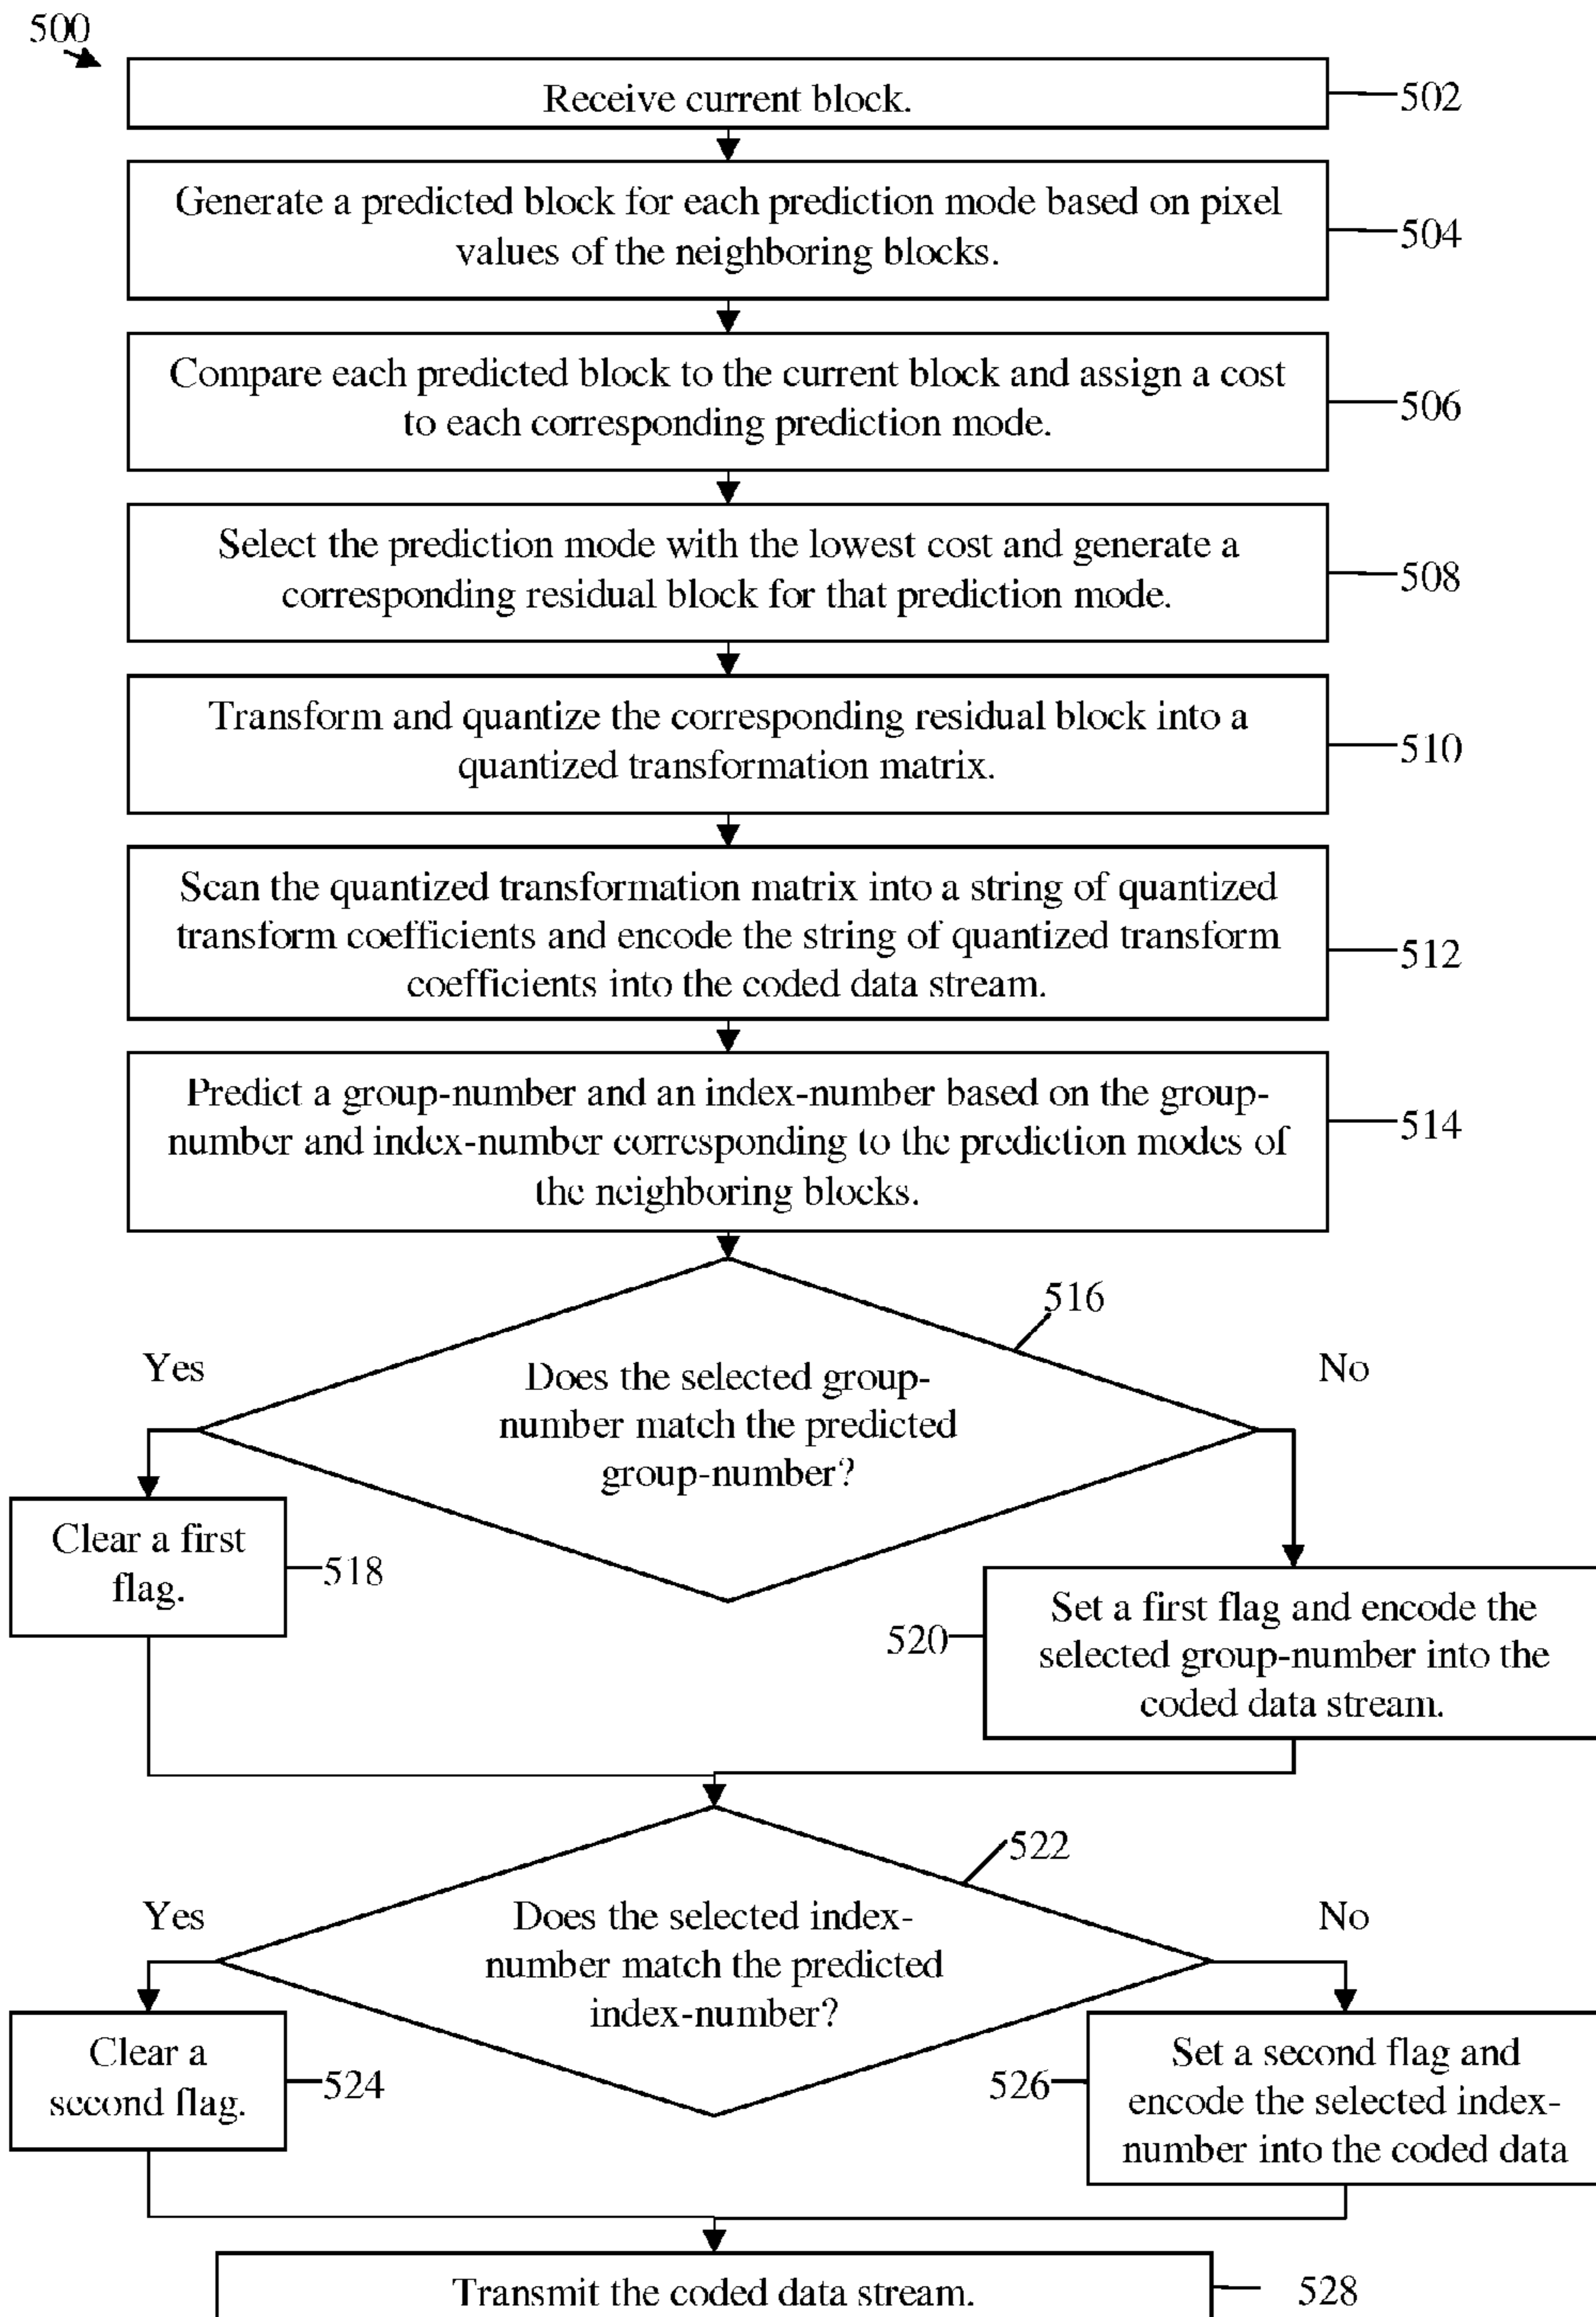 500
Receive current block.
502
Generate a predicted block for each prediction mode based on pixel
values of the neighboring blocks.
504
Compare each predicted block to the current block and assign a cost
to each corresponding prediction mode.
506
Select the prediction mode with the lowest cost and generate a
corresponding residual block for that prediction mode.
508
Transform and quantize the corresponding residual block into a
quantized transformation matrix.
510
Scan the quantized transformation matrix into a string of quantized
transform coefficients and encode the string of quantized transform
coefficients into the coded data stream.
512
Predict a group-number and an index-number based on the group-
number and index-number corresponding to the prediction modes of
the neighboring blocks.
514
516
Yes
No
Does the selected group-
number match the predicted
group-number?
Clear a first
flag.
518
520
Set a first flag and encode the
selected group-number into the
coded data stream.
522
Yes
No
Does the selected index-
number match the predicted
index-number?
Clear a
second flag.
524
526
Set a second flag and
encode the selected index-
number into the coded data
Transmit the coded data stream.
528